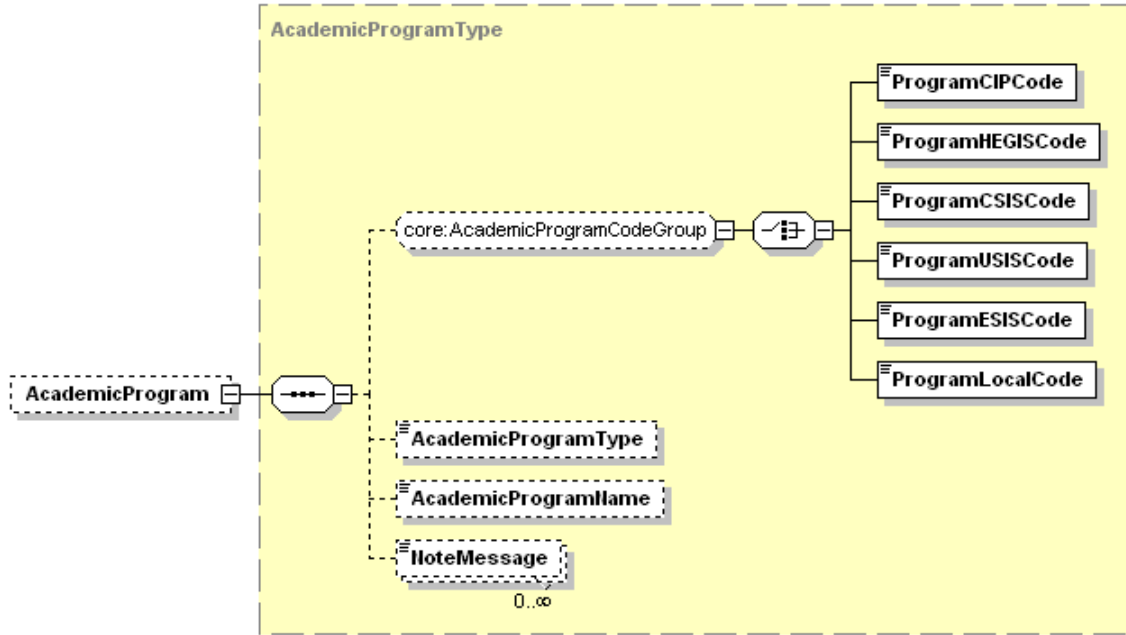 AcademicProgramType
ProgramCIPCode
ProgramHEGISCode
ProgramCSISCode
core:AcademicProgramCodeGroup
ProgramUSISCode
ProgramESISCode
ProgramLocalCode
AcademicProgram
AcademicProgramType
AcademicProgramName
NoteMessage
0..∞